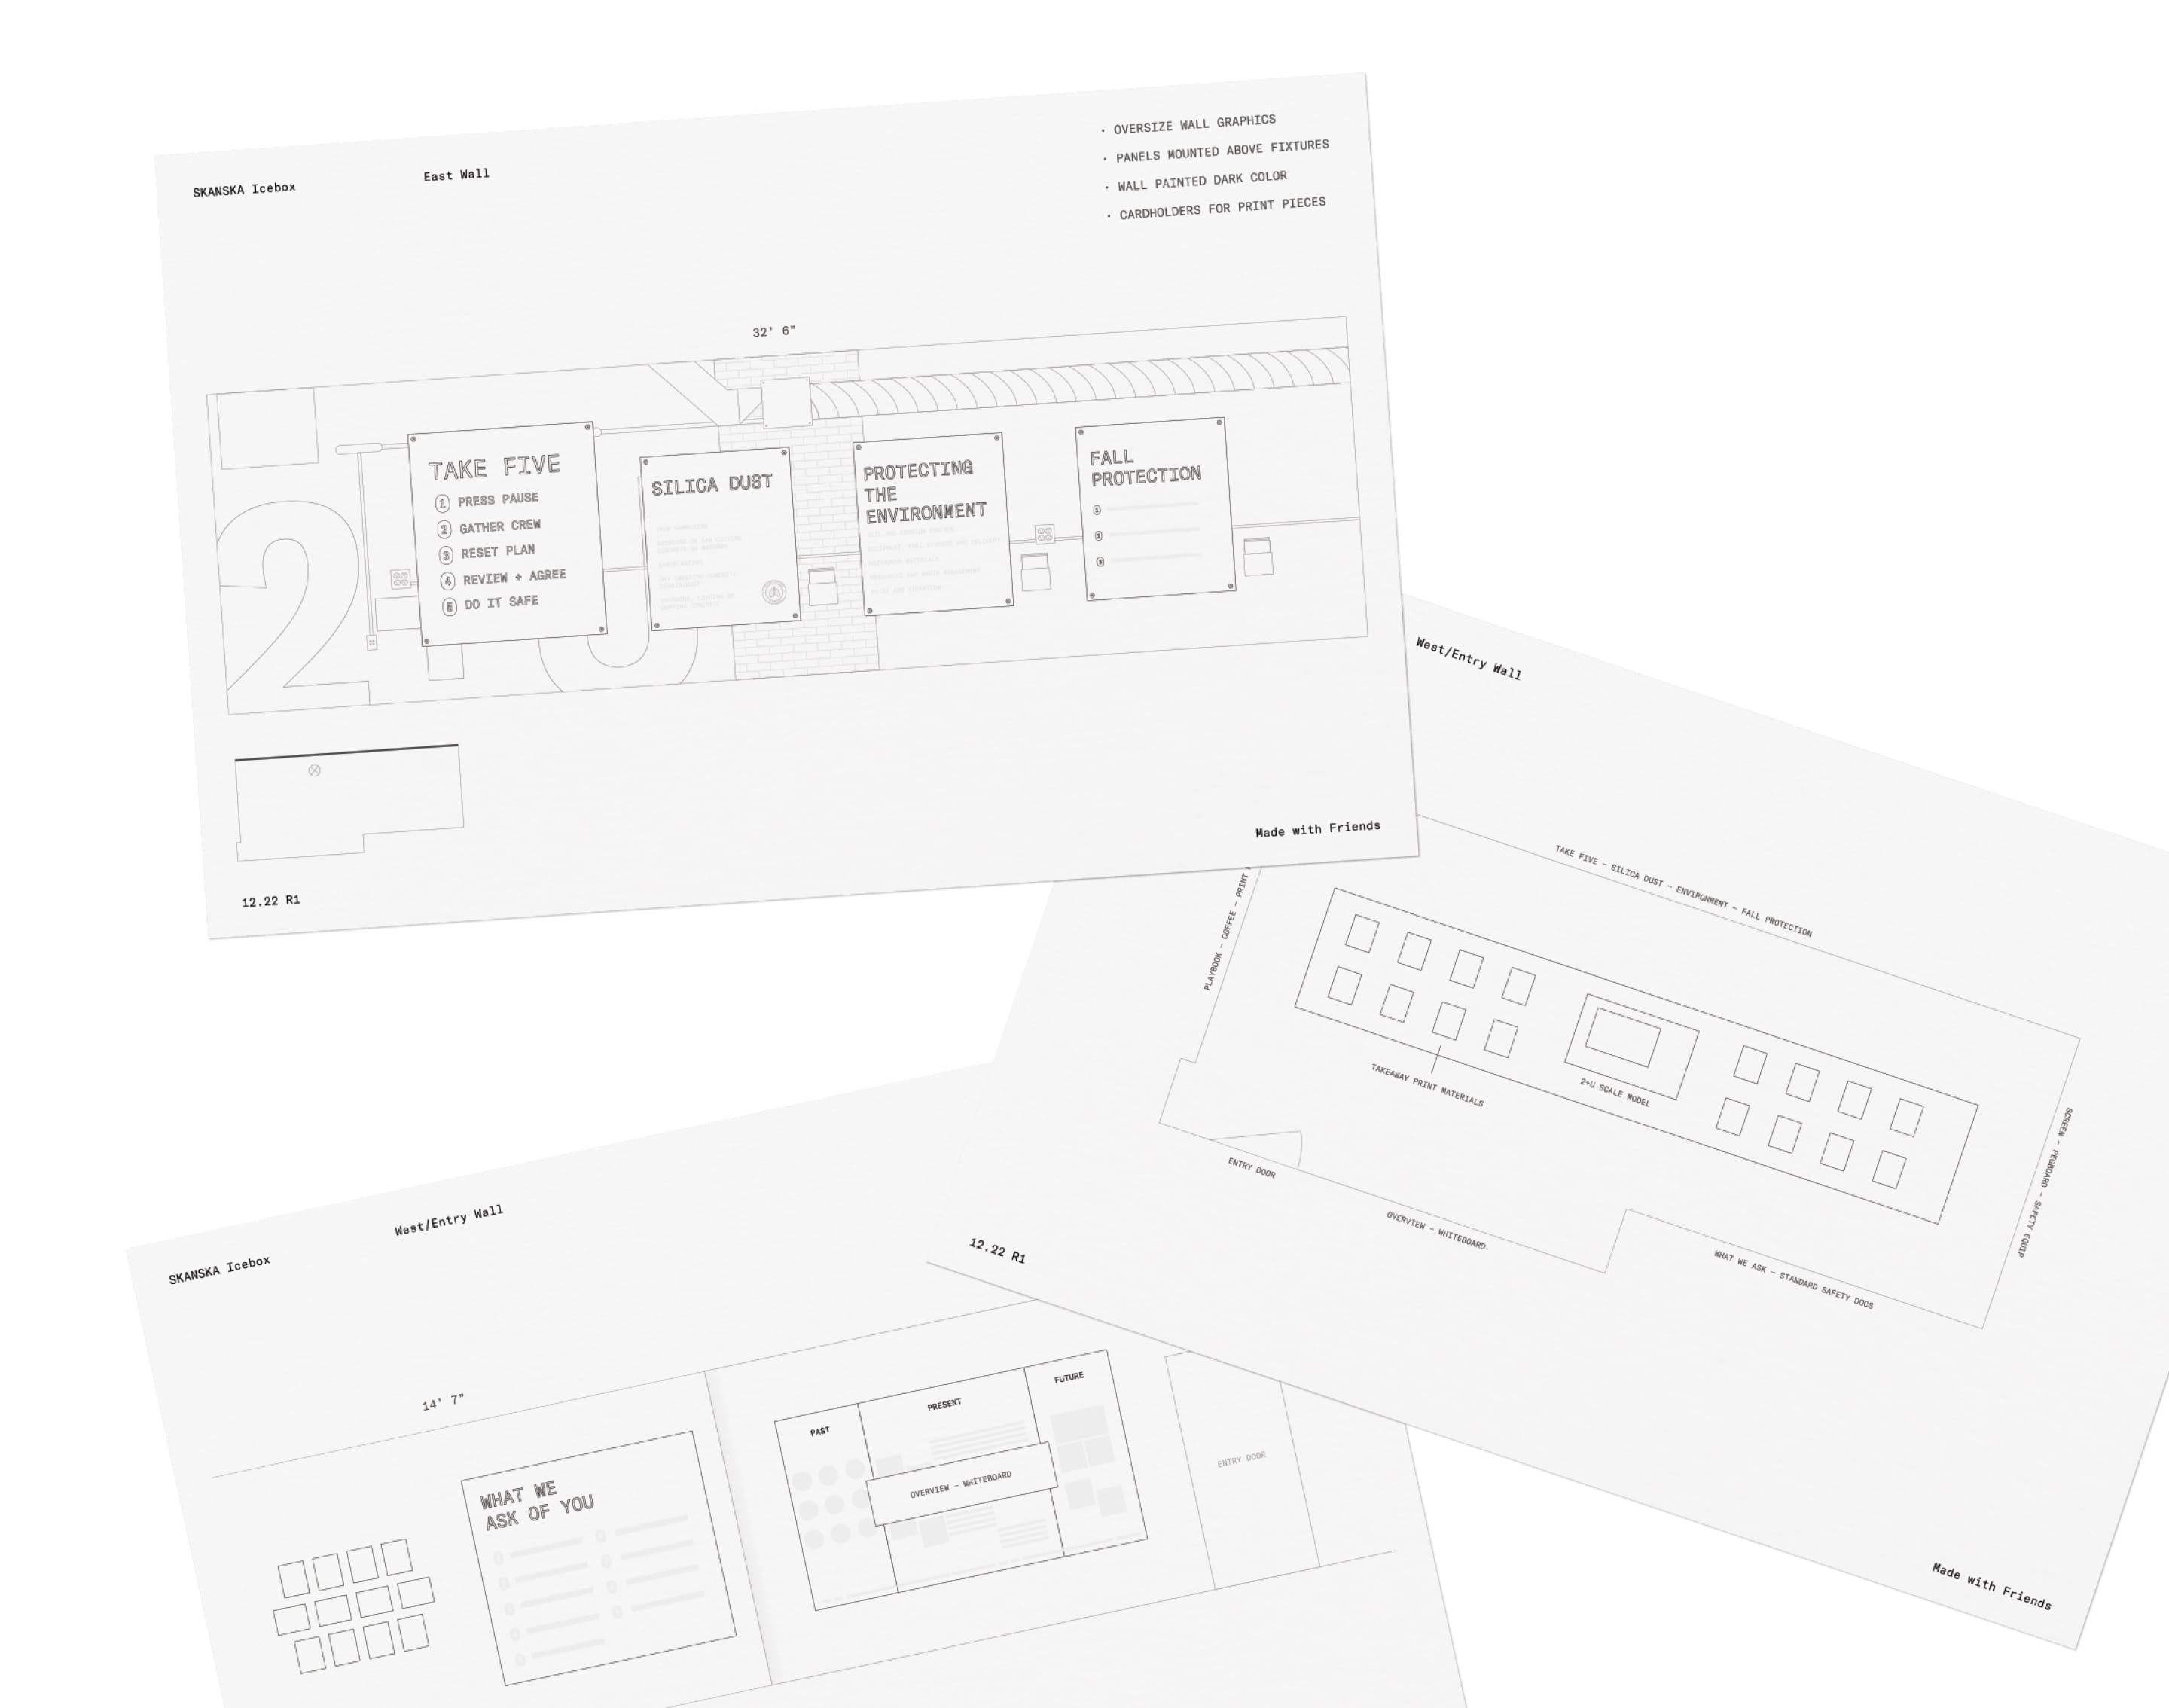 SKANSKA Icebox
East Wall
· OVERSIZE WALL GRAPHICS
· PANELS MOUNTED ABOVE FIXTURES
· WALL PAINTED DARK COLOR
· CARDHOLDERS FOR PRINT PIECES
32' 6"
2
TAKE FIVE
1 PRESS PAUSE
2 GATHER CREW
3 RESET PLAN
4 REVIEW + AGREE
5 DO IT SAFE
SILICA DUST
PROTECTING
THE
ENVIRONMENT
FALL
PROTECTION
1
2
3
12.22 R1
Made with Friends
West/Entry Wall
TAKE FIVE – SILICA DUST – ENVIRONMENT – FALL PROTECTION
PLAYBOOK – COFFEE – PRINT
TAKEAWAY PRINT MATERIALS
2+U SCALE MODEL
SCREEN – PEGBOARD – SAFETY EQUIP
ENTRY DOOR
OVERVIEW – WHITEBOARD
WHAT WE ASK – STANDARD SAFETY DOCS
12.22 R1
Made with Friends
SKANSKA Icebox
West/Entry Wall
14' 7"
WHAT WE
ASK OF YOU
PAST
PRESENT
FUTURE
OVERVIEW – WHITEBOARD
ENTRY DOOR